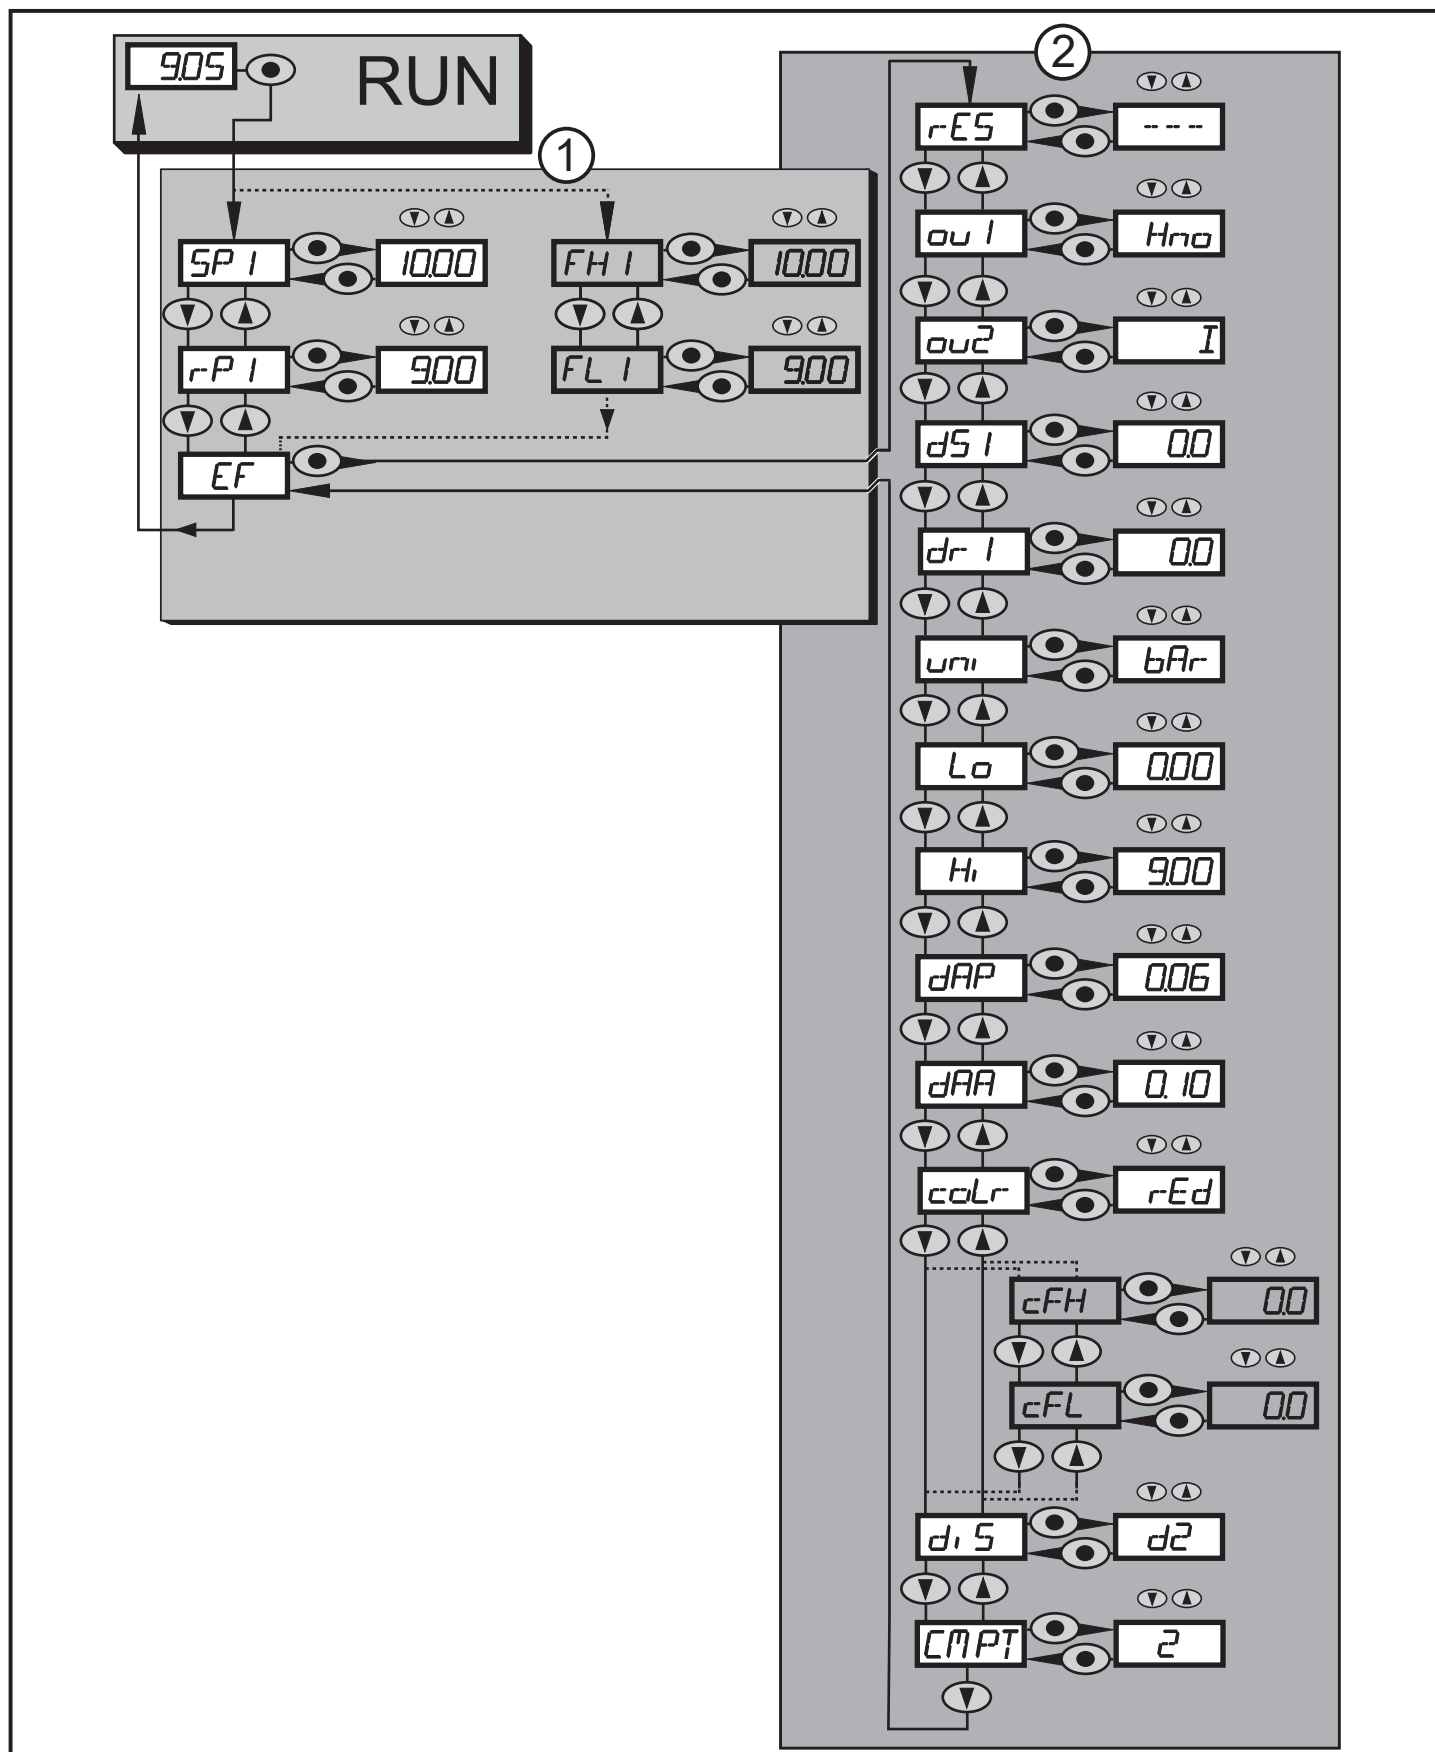 9.05 RUN
1
SP1 10.00 FH1 10.00
rP1 9.00 FL1 9.00
EF
2
rES ---
ou1 Hno
ou2 I
dS1 0.0
dr1 0.0
uni bAr
Lo 0.00
Hi 9.00
dAP 0.06
dAA 0.10
coLr rEd
cFH 0.0
cFL 0.0
diS d2
CMPT 2